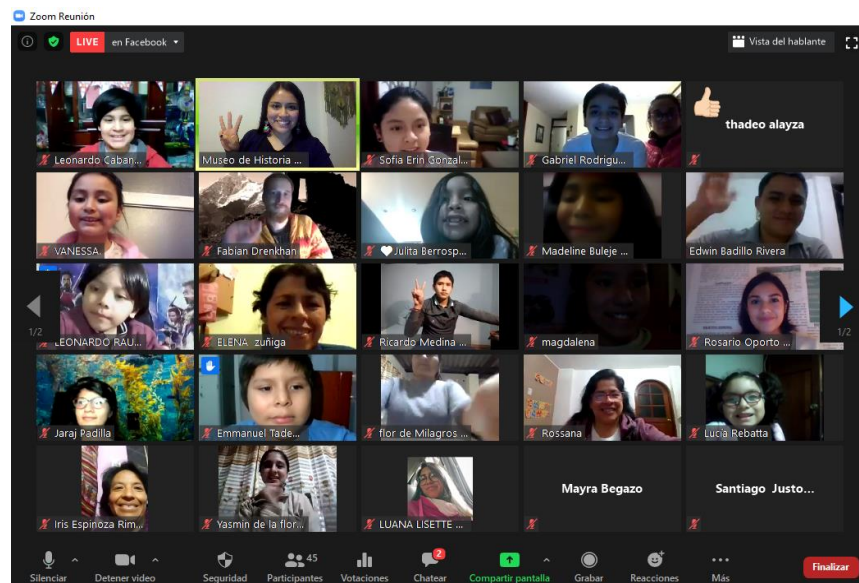 Zoom Reunión
LIVE en Facebook
Vista del hablante
Leonardo Caban...
Museo de Historia ...
Sofia Erin Gonzal...
Gabriel Rodrigu...
thadeo alayza
VANESSA.
Fabian Drenkhan
Julita Berrosp...
Madeline Buleje ...
Edwin Badillo Rivera
1/2
LEONARDO RAU...
ELENA zuñiga
Ricardo Medina ...
magdalena
Rosario Oporto ...
1/2
Jaraj Padilla
Emmanuel Tade...
flor de Milagros ...
Rossana
Lucía Rebatta
Iris Espinoza Rim...
Yasmin de la flor...
LUANA LISETTE ...
Mayra Begazo
Santiago Justo...
Silenciar
Detener video
Seguridad
45
Participantes
Votaciones
2
Chatear
Compartir pantalla
Grabar
Reacciones
Más
Finalizar